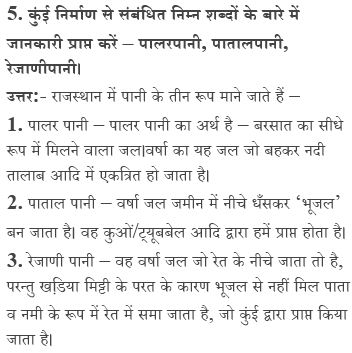 5. कुंई निर्माण से संबंधित निम्न शब्दों के बारे में
जानकारी प्राप्त करें – पालरपानी, पातालपानी,
रेजाणीपानी।
उत्तर:- राजस्थान में पानी के तीन रूप माने जाते हैं –
1. पालर पानी – पालर पानी का अर्थ है – बरसात का सीधे
रूप में मिलने वाला जल।वर्षा का यह जल जो बहकर नदी
तालाब आदि में एकत्रित हो जाता है।
2. पाताल पानी – वर्षा जल जमीन में नीचे धँसकर ‘भूजल’
बन जाता है। वह कुओं/ट्यूबबेल आदि द्वारा हमें प्राप्त होता है।
3. रेजाणी पानी – वह वर्षा जल जो रेत के नीचे जाता तो है,
परन्तु खड़िया मिट्टी के परत के कारण भूजल से नहीं मिल पाता
व नमी के रूप में रेत में समा जाता है, जो कुंई द्वारा प्राप्त किया
जाता है।